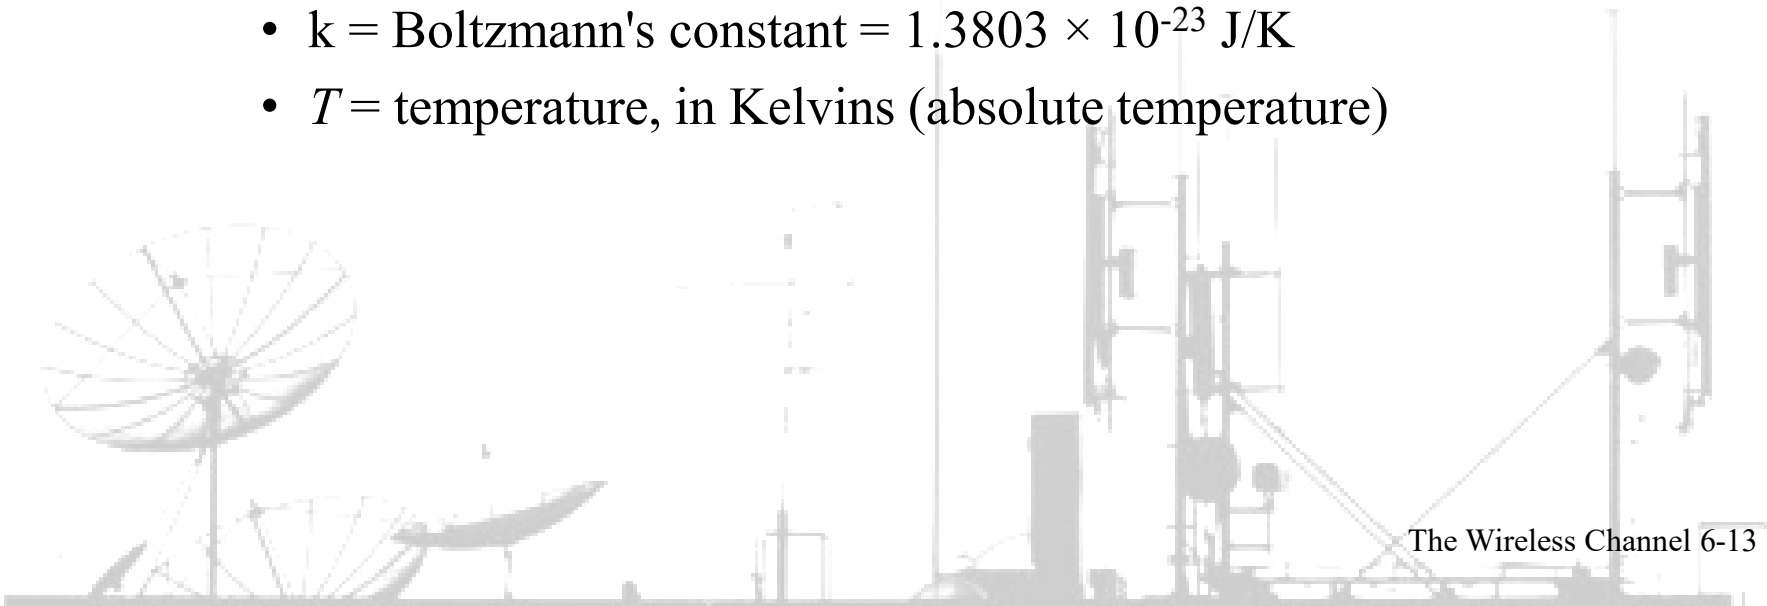 • k = Boltzmann's constant = 1.3803 × 10⁻²³ J/K
• T = temperature, in Kelvins (absolute temperature)
The Wireless Channel 6-13